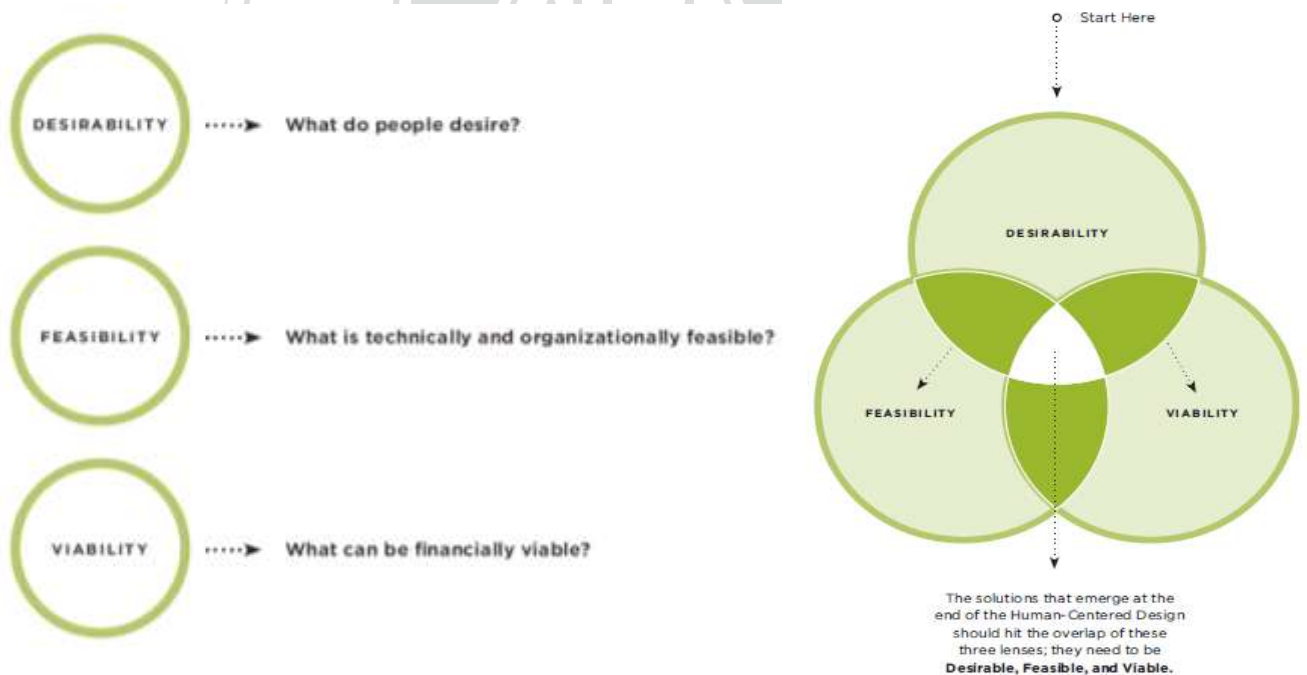 DESIRABILITY
What do people desire?
FEASIBILITY
What is technically and organizationally feasible?
VIABILITY
What can be financially viable?
Start Here
DESIRABILITY
FEASIBILITY
VIABILITY
The solutions that emerge at the
end of the Human-Centered Design
should hit the overlap of these
three lenses; they need to be
Desirable, Feasible, and Viable.